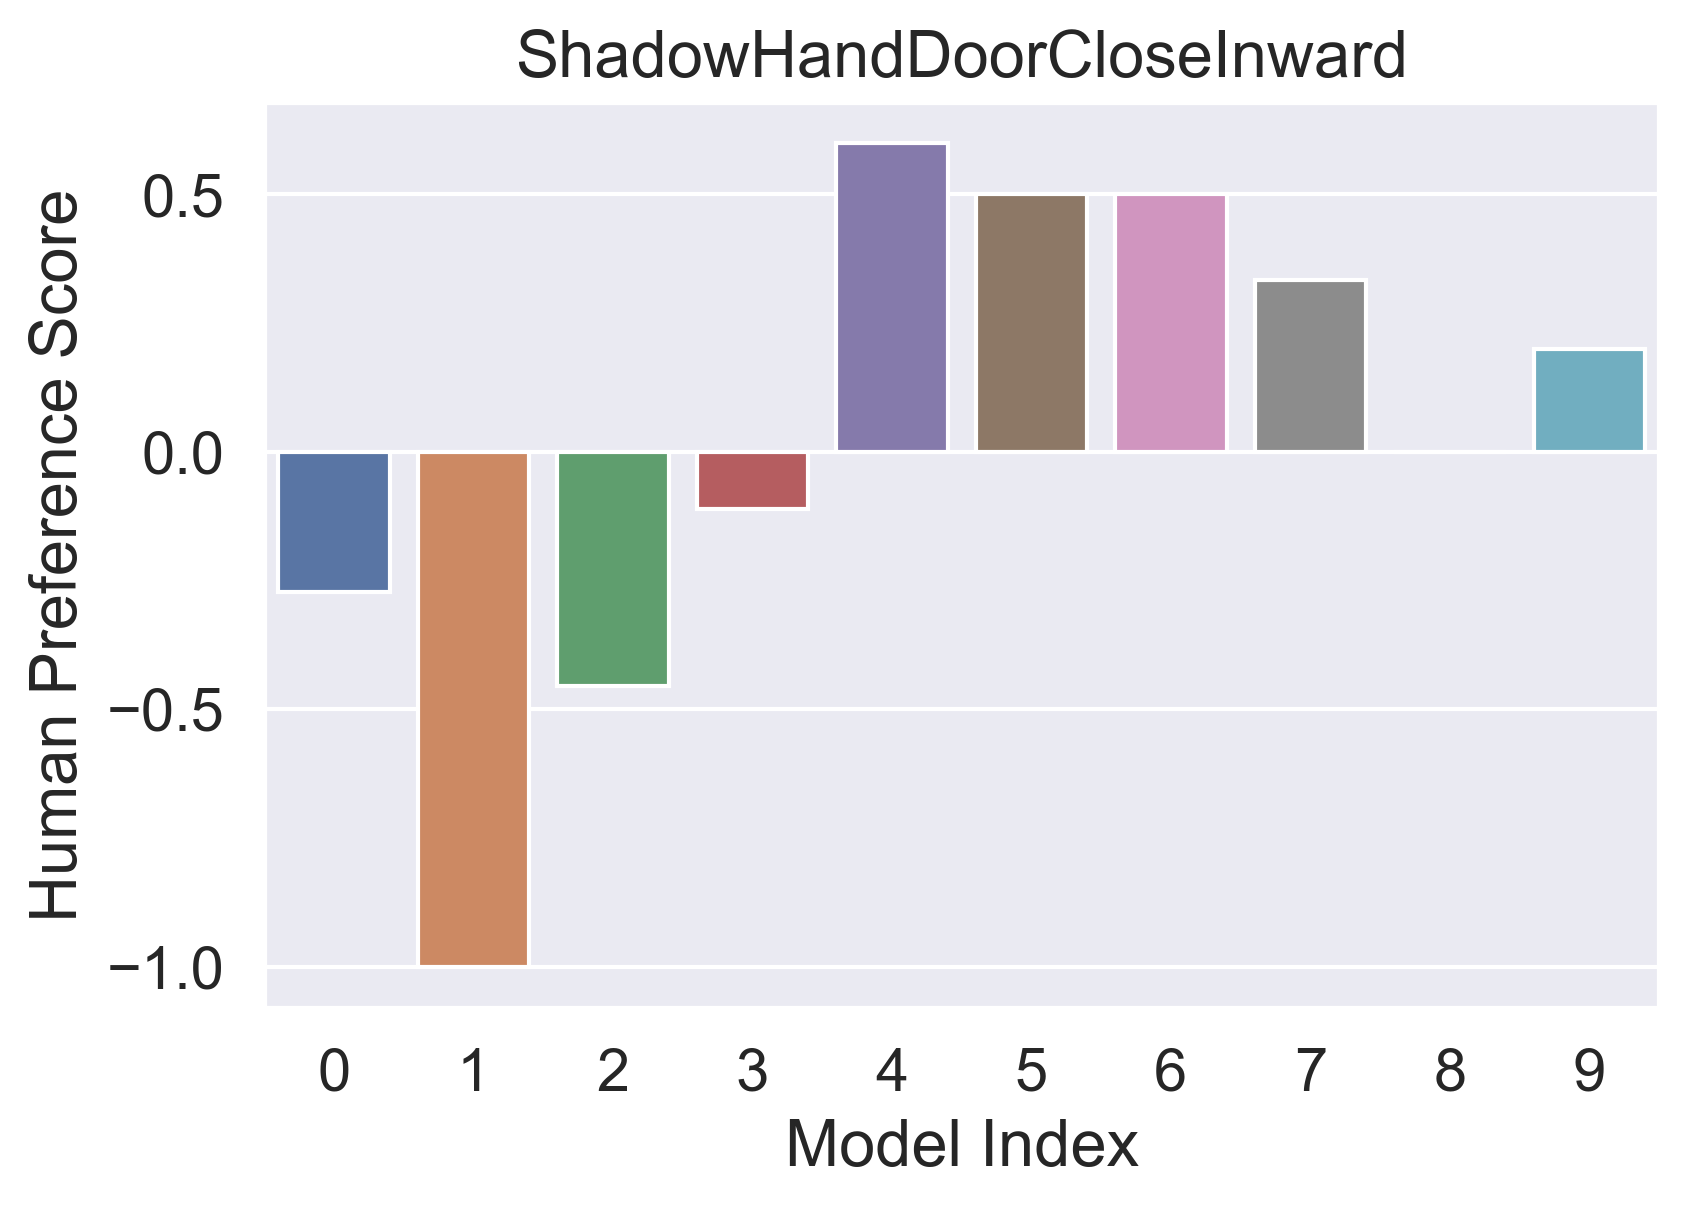 ShadowHandDoorCloseInward
Human Preference Score
0.5
0.0
−0.5
−1.0
0 1 2 3 4 5 6 7 8 9
Model Index